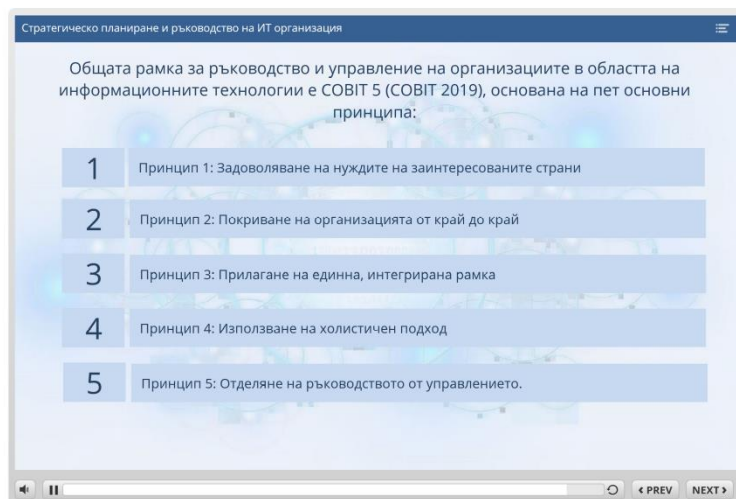 Стратегическо планиране и ръководство на ИТ организация
Общата рамка за ръководство и управление на организациите в областта на
информационните технологии е COBIT 5 (COBIT 2019), основана на пет основни
принципа:
1 Принцип 1: Задоволяване на нуждите на заинтересованите страни
2 Принцип 2: Покриване на организацията от край до край
3 Принцип 3: Прилагане на единна, интегрирана рамка
4 Принцип 4: Използване на холистичен подход
5 Принцип 5: Отделяне на ръководството от управлението.
‹ PREV NEXT ›